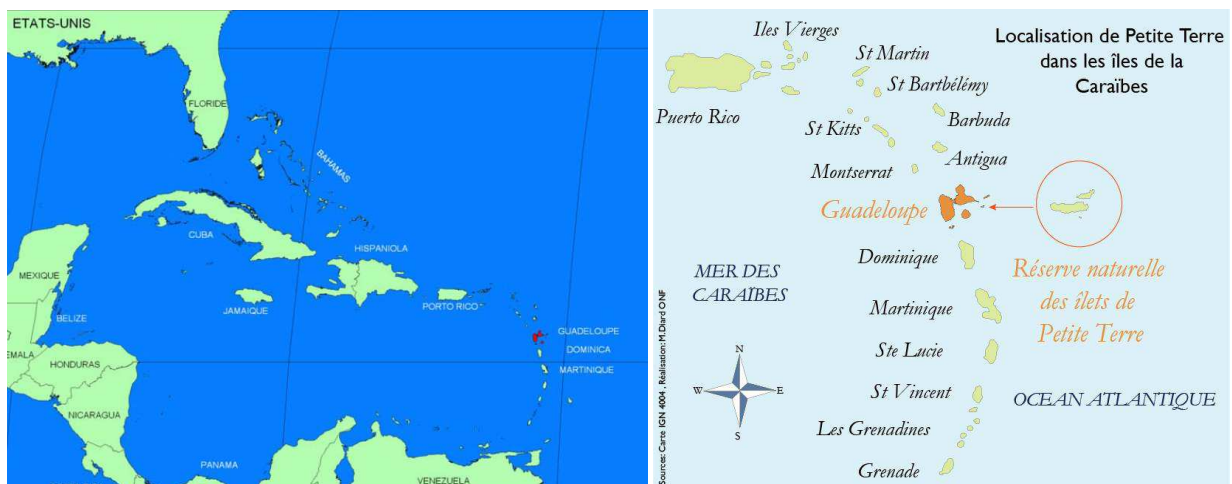 ETATS-UNIS
FLORIDE
BAHAMAS
CUBA
HISPANIOLA
MEXIQUE
JAMAIQUE
PORTO RICO
BELIZE
GUADELOUPE
EMALA
DOMINICA
HONDURAS
MARTINIQUE
NICARAGUA
PANAMA
VENEZUELA
Localisation de Petite Terre
dans les îles de la
Caraïbes
Iles Vierges
St Martin
St Barthélémy
Puerto Rico
St Kitts
Barbuda
Montserrat
Antigua
Guadeloupe
Dominique
MER DES
CARAÏBES
Réserve naturelle
des îlets de
Petite Terre
Martinique
Ste Lucie
N
W
E
S
St Vincent
OCEAN ATLANTIQUE
Les Grenadines
Grenade
Sources: Carte IGN 4004 . Réalisation: M.Diard ONF